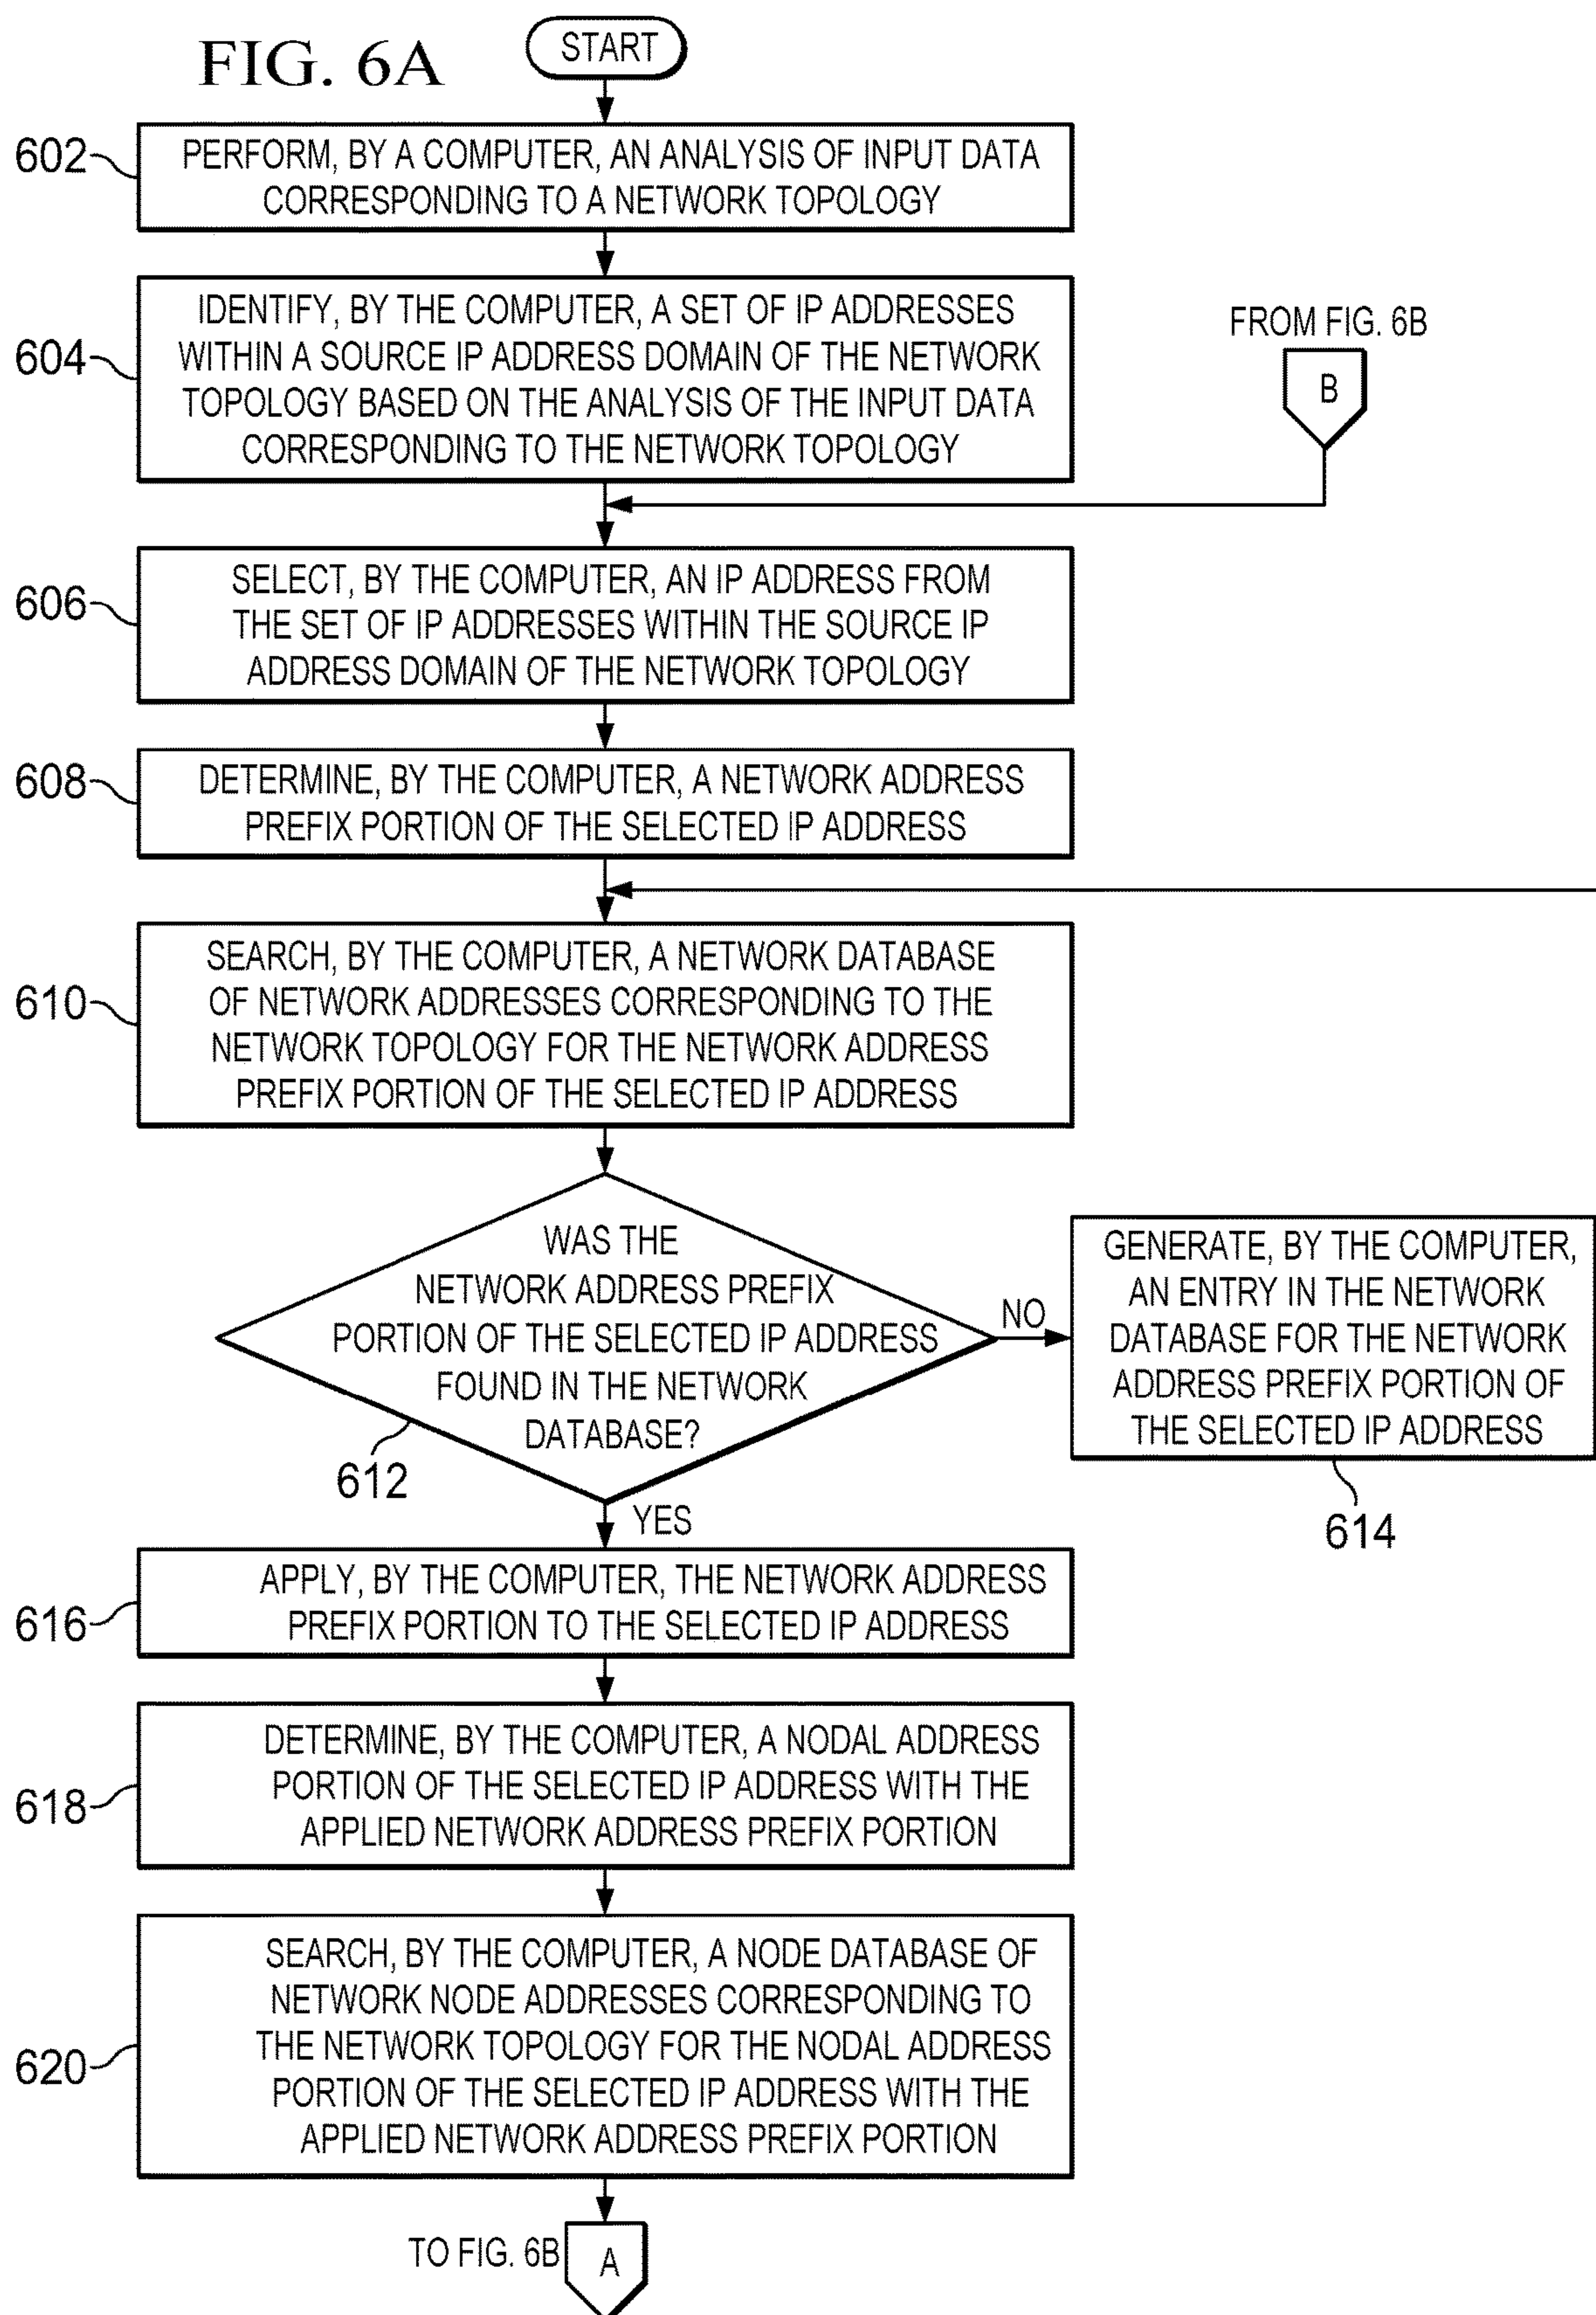 FIG. 6A
START
602
PERFORM, BY A COMPUTER, AN ANALYSIS OF INPUT DATA
CORRESPONDING TO A NETWORK TOPOLOGY
604
IDENTIFY, BY THE COMPUTER, A SET OF IP ADDRESSES
WITHIN A SOURCE IP ADDRESS DOMAIN OF THE NETWORK
TOPOLOGY BASED ON THE ANALYSIS OF THE INPUT DATA
CORRESPONDING TO THE NETWORK TOPOLOGY
FROM FIG. 6B
B
606
SELECT, BY THE COMPUTER, AN IP ADDRESS FROM
THE SET OF IP ADDRESSES WITHIN THE SOURCE IP
ADDRESS DOMAIN OF THE NETWORK TOPOLOGY
608
DETERMINE, BY THE COMPUTER, A NETWORK ADDRESS
PREFIX PORTION OF THE SELECTED IP ADDRESS
610
SEARCH, BY THE COMPUTER, A NETWORK DATABASE
OF NETWORK ADDRESSES CORRESPONDING TO THE
NETWORK TOPOLOGY FOR THE NETWORK ADDRESS
PREFIX PORTION OF THE SELECTED IP ADDRESS
WAS THE
NETWORK ADDRESS PREFIX
PORTION OF THE SELECTED IP ADDRESS
FOUND IN THE NETWORK
DATABASE?
612
NO
GENERATE, BY THE COMPUTER,
AN ENTRY IN THE NETWORK
DATABASE FOR THE NETWORK
ADDRESS PREFIX PORTION OF
THE SELECTED IP ADDRESS
614
YES
616
APPLY, BY THE COMPUTER, THE NETWORK ADDRESS
PREFIX PORTION TO THE SELECTED IP ADDRESS
618
DETERMINE, BY THE COMPUTER, A NODAL ADDRESS
PORTION OF THE SELECTED IP ADDRESS WITH THE
APPLIED NETWORK ADDRESS PREFIX PORTION
620
SEARCH, BY THE COMPUTER, A NODE DATABASE OF
NETWORK NODE ADDRESSES CORRESPONDING TO
THE NETWORK TOPOLOGY FOR THE NODAL ADDRESS
PORTION OF THE SELECTED IP ADDRESS WITH THE
APPLIED NETWORK ADDRESS PREFIX PORTION
TO FIG. 6B
A